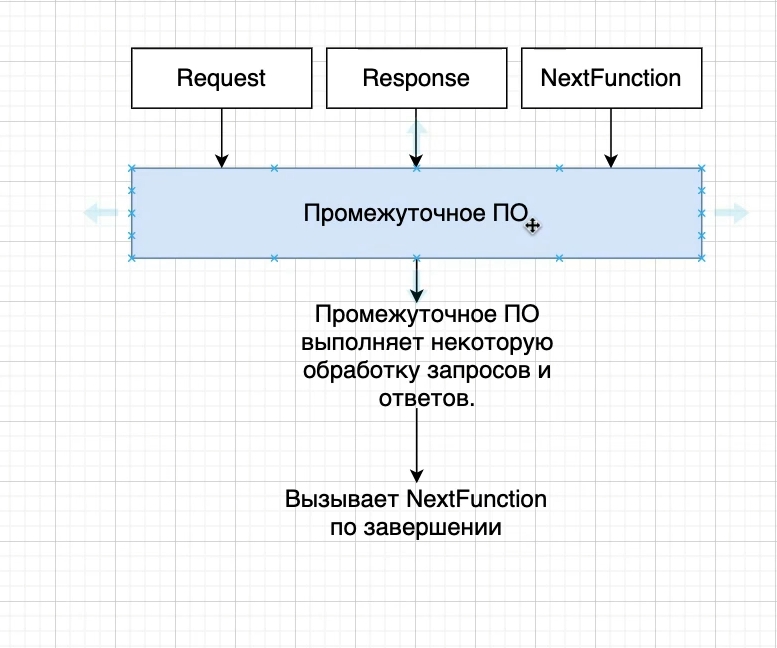 Request
Response
NextFunction
Промежуточное ПО
Промежуточное ПО
выполняет некоторую
обработку запросов и
ответов.
Вызывает NextFunction
по завершении